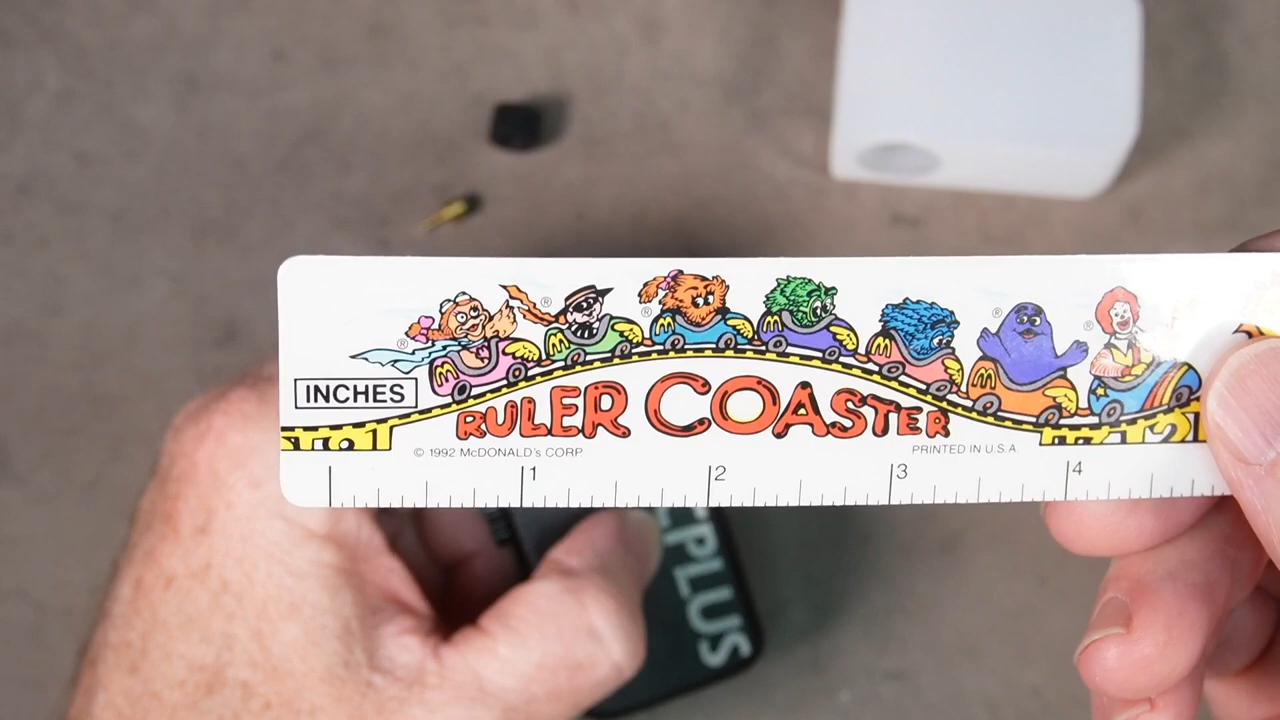 ® ® ® ® ®
INCHES
RULER COASTER
© 1992 McDONALD's CORP.
PRINTED IN U.S.A.
1 2 3 4
PLUS